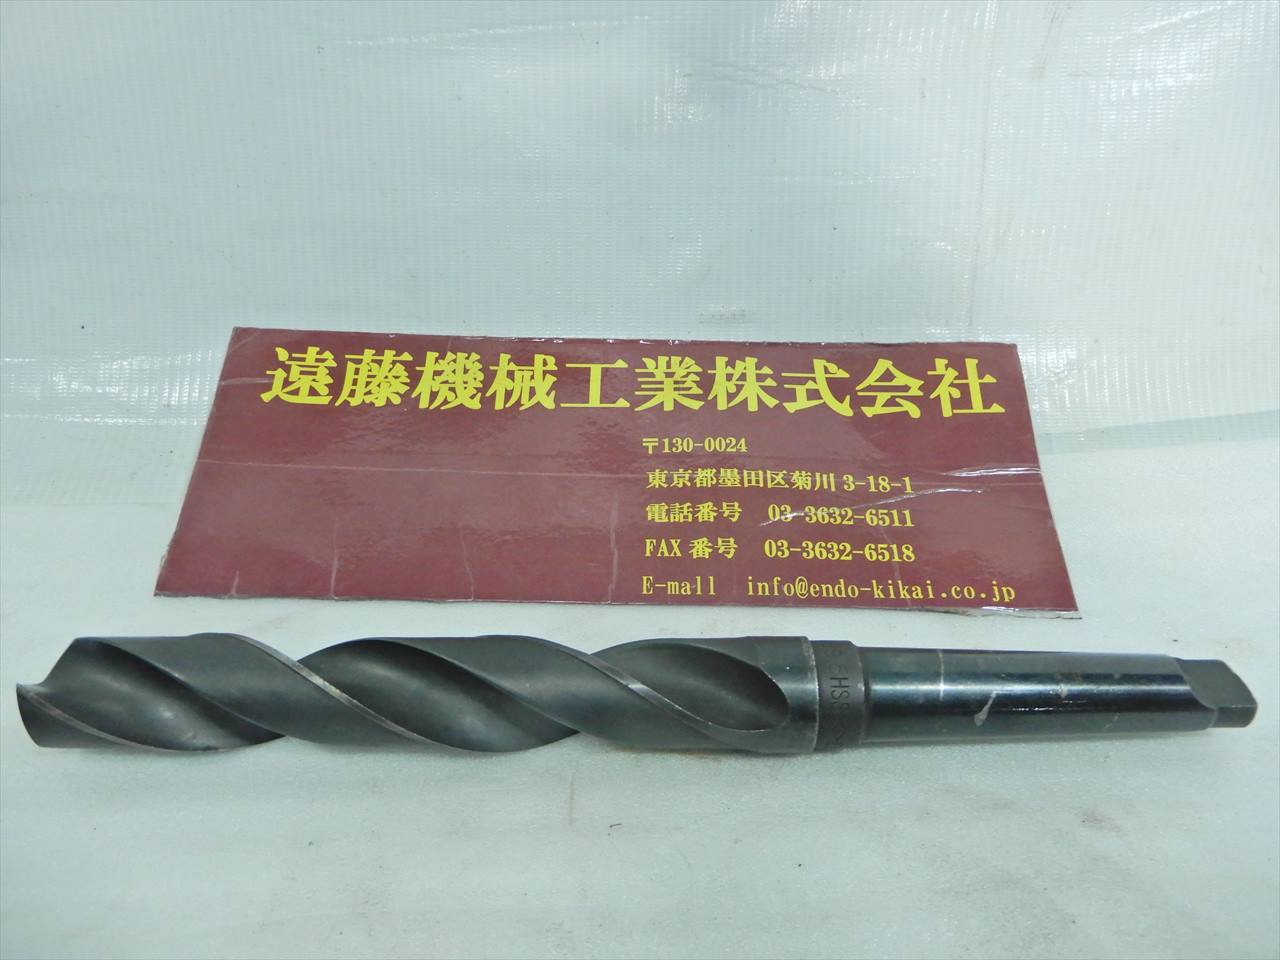 遠藤機械工業株式会社
〒130-0024
東京都墨田区菊川 3-18-1
電話番号 03-3632-6511
FAX 番号 03-3632-6518
E-mall info@endo-kikai.co.jp
HSS